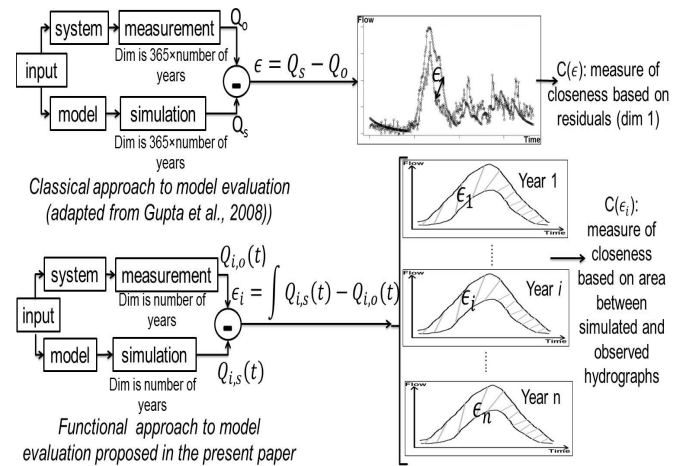 system
measurement
Q_o
Dim is 365×number of
years
input
ϵ = Q_s − Q_o
-
model
simulation
Q_s
Dim is 365×number of
years
Flow
ϵ
Time
C(ϵ): measure of
closeness based on
residuals (dim 1)
Classical approach to model evaluation
(adapted from Gupta et al., 2008))
system
measurement
Q_{i,o}(t)
Dim is number of
years
input
ϵ_i = ∫ Q_{i,s}(t) − Q_{i,o}(t)
-
model
simulation
Q_{i,s}(t)
Dim is number of
years
Functional approach to model
evaluation proposed in the present paper
Flow
ϵ_1
Year 1
Time
Flow
ϵ_i
Year i
Time
Flow
ϵ_n
Year n
Time
C(ϵ_i):
measure of
closeness
based on area
between
simulated and
observed
hydrographs